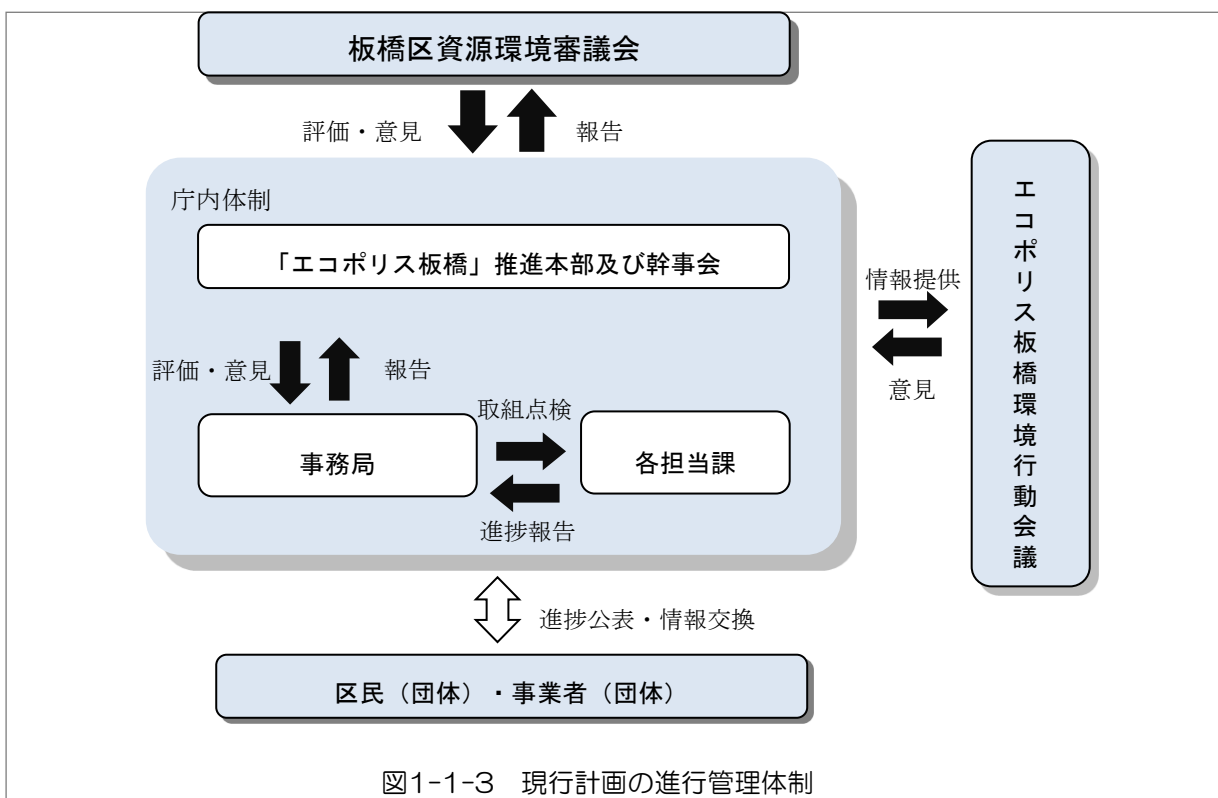 板橋区資源環境審議会
評価・意見
報告
庁内体制
「エコポリス板橋」推進本部及び幹事会
評価・意見
報告
取組点検
事務局
各担当課
進捗報告
情報提供
意見
エコポリス板橋環境行動会議
進捗公表・情報交換
区民（団体）・事業者（団体）
図1-1-3　現行計画の進行管理体制